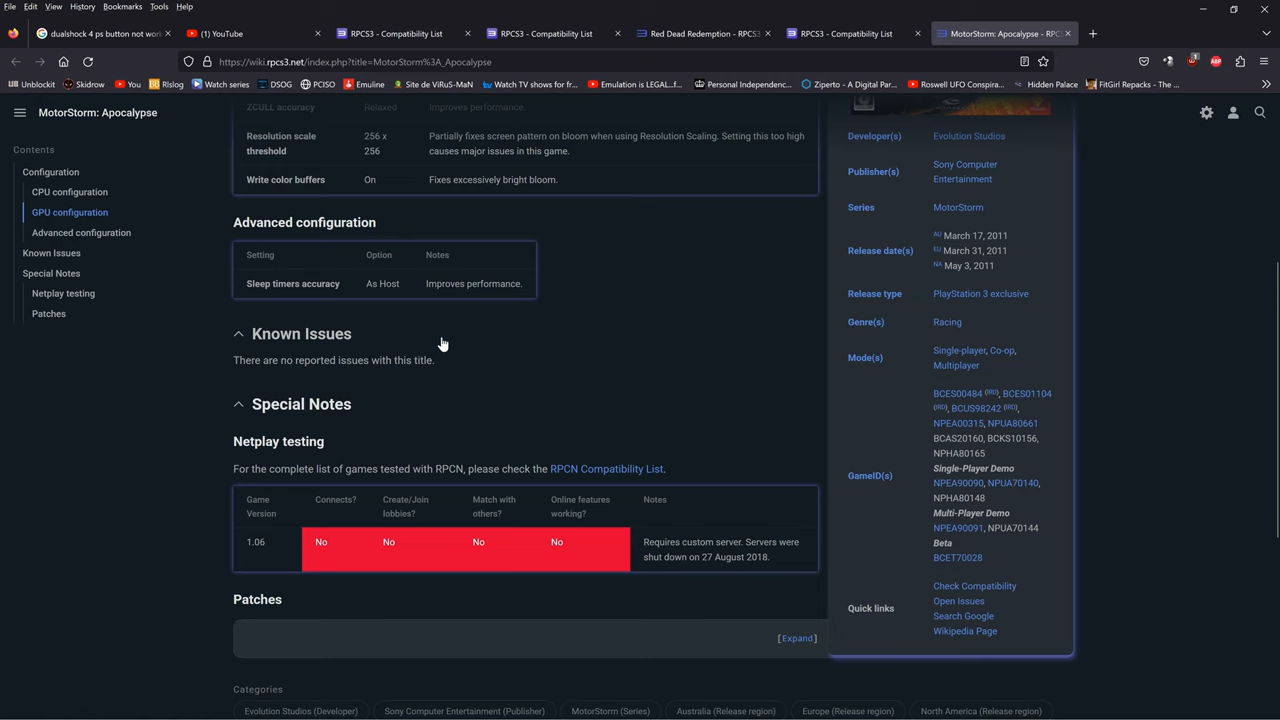 File Edit View History Bookmarks Tools Help
dualshock 4 ps button not work
(1) YouTube
RPCS3 - Compatibility List
RPCS3 - Compatibility List
Red Dead Redemption - RPCS3
RPCS3 - Compatibility List
MotorStorm: Apocalypse - RPC
https://wiki.rpcs3.net/index.php?title=MotorStorm%3A_Apocalypse
Unblockit Skidrow You RIslog Watch series DSOG PCISO Emuline Site de ViRuS-MaN Watch TV shows for fr... Emulation is LEGAL...F... Personal Independenc... Ziperto - A Digital Par... Roswell UFO Conspira... Hidden Palace FitGirl Repacks - The ...
MotorStorm: Apocalypse
Contents
Configuration
CPU configuration
GPU configuration
Advanced configuration
Known Issues
Special Notes
Netplay testing
Patches
ZCULL accuracy Relaxed Improves performance.
Resolution scale threshold 256 x 256 Partially fixes screen pattern on bloom when using Resolution Scaling. Setting this too high
causes major issues in this game.
Write color buffers On Fixes excessively bright bloom.
Advanced configuration
Setting Option Notes
Sleep timers accuracy As Host Improves performance.
Known Issues
There are no reported issues with this title.
Special Notes
Netplay testing
For the complete list of games tested with RPCN, please check the RPCN Compatibility List.
Game Version Connects? Create/Join lobbies? Match with others? Online features working? Notes
1.06 No No No No Requires custom server. Servers were
shut down on 27 August 2018.
Patches
[Expand]
Categories
Evolution Studios (Developer) Sony Computer Entertainment (Publisher) MotorStorm (Series) Australia (Release region) Europe (Release region) North America (Release region)
Developer(s) Evolution Studios
Publisher(s) Sony Computer
Entertainment
Series MotorStorm
Release date(s) AU March 17, 2011
EU March 31, 2011
NA May 3, 2011
Release type PlayStation 3 exclusive
Genre(s) Racing
Mode(s) Single-player, Co-op,
Multiplayer
GameID(s) BCES00484 (IRD), BCES01104
(IRD), BCUS98242 (IRD),
NPEA00315, NPUA80661
BCAS20160, BCKS10156,
NPHA80165
Single-Player Demo
NPEA90090, NPUA70140,
NPHA80148
Multi-Player Demo
NPEA90091, NPUA70144
Beta
BCET70028
Quick links Check Compatibility
Open Issues
Search Google
Wikipedia Page